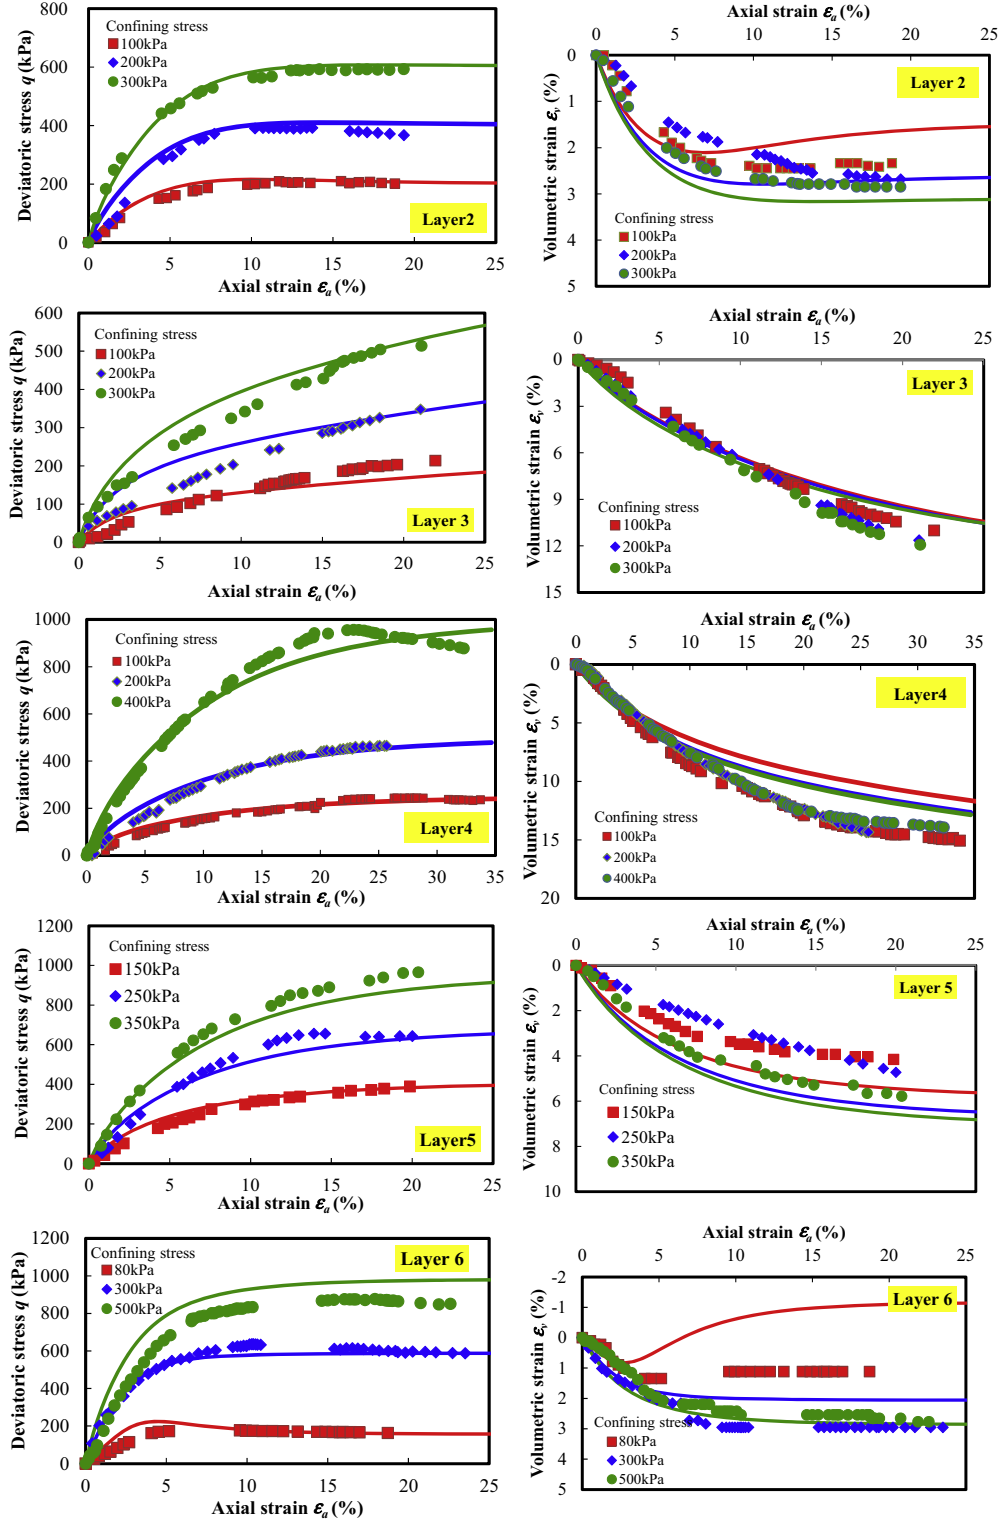 Confining stress
100kPa
200kPa
300kPa
Layer2
Deviatoric stress q (kPa)
800
600
400
200
0
0 5 10 15 20 25
Axial strain εa (%)
Axial strain εa (%)
0 5 10 15 20 25
Layer 2
Volumetric strain εv (%)
0
1
2
3
4
5
Confining stress
100kPa
200kPa
300kPa
Confining stress
100kPa
200kPa
300kPa
Layer 3
Deviatoric stress q (kPa)
600
500
400
300
200
100
0
0 5 10 15 20 25
Axial strain εa (%)
Axial strain εa (%)
0 5 10 15 20 25
Layer 3
Volumetric strain εv (%)
0
3
6
9
12
15
Confining stress
100kPa
200kPa
300kPa
Confining stress
100kPa
200kPa
400kPa
Layer4
Deviatoric stress q (kPa)
1000
800
600
400
200
0
0 5 10 15 20 25 30 35
Axial strain εa (%)
Axial strain εa (%)
0 5 10 15 20 25 30 35
Layer4
Volumetric strain εv (%)
0
5
10
15
20
Confining stress
100kPa
200kPa
400kPa
Confining stress
150kPa
250kPa
350kPa
Layer5
Deviatoric stress q (kPa)
1200
1000
800
600
400
200
0
0 5 10 15 20 25
Axial strain εa (%)
Axial strain εa (%)
0 5 10 15 20 25
Layer 5
Volumetric strain εv (%)
0
2
4
6
8
10
Confining stress
150kPa
250kPa
350kPa
Confining stress
80kPa
300kPa
500kPa
Layer 6
Deviatoric stress q (kPa)
1200
1000
800
600
400
200
0
0 5 10 15 20 25
Axial strain εa (%)
Axial strain εa (%)
0 5 10 15 20 25
Layer 6
Volumetric strain εv (%)
-2
-1
0
1
2
3
4
5
Confining stress
80kPa
300kPa
500kPa